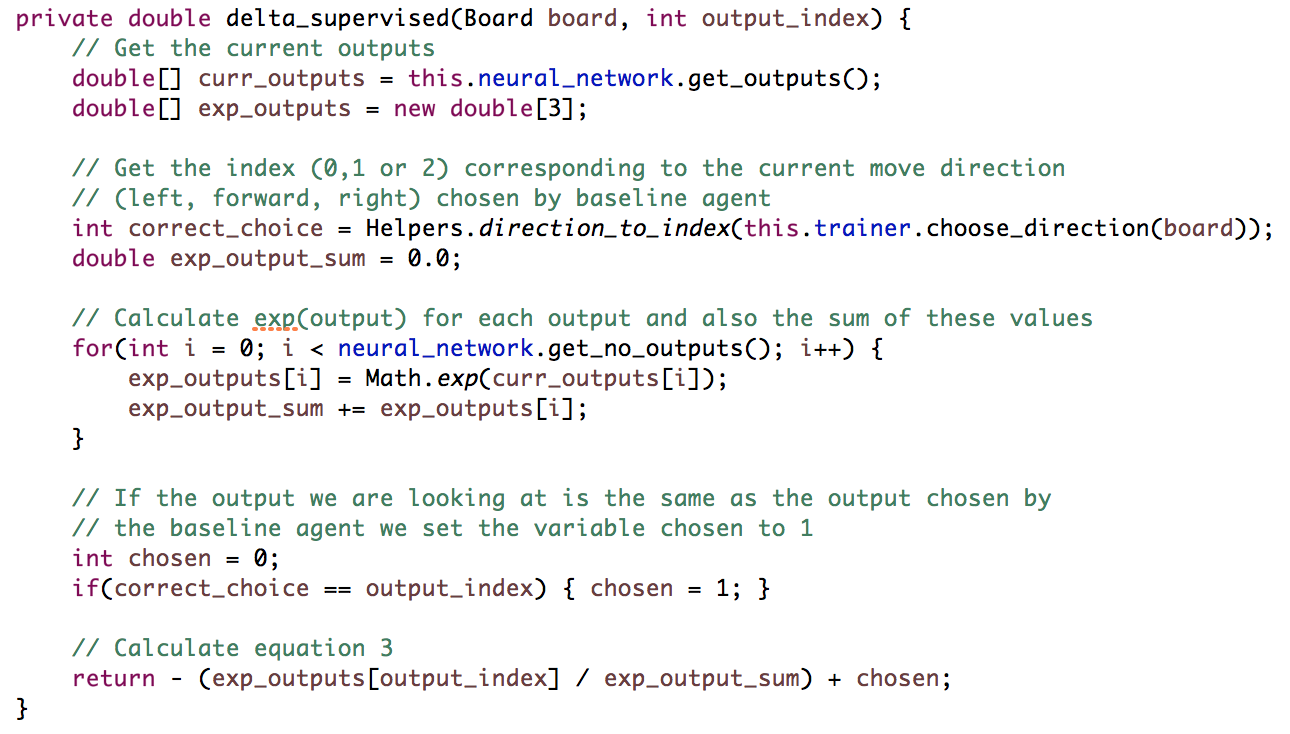 private double delta_supervised(Board board, int output_index) {
    // Get the current outputs
    double[] curr_outputs = this.neural_network.get_outputs();
    double[] exp_outputs = new double[3];

    // Get the index (0,1 or 2) corresponding to the current move direction
    // (left, forward, right) chosen by baseline agent
    int correct_choice = Helpers.direction_to_index(this.trainer.choose_direction(board));
    double exp_output_sum = 0.0;

    // Calculate exp(output) for each output and also the sum of these values
    for(int i = 0; i < neural_network.get_no_outputs(); i++) {
        exp_outputs[i] = Math.exp(curr_outputs[i]);
        exp_output_sum += exp_outputs[i];
    }

    // If the output we are looking at is the same as the output chosen by
    // the baseline agent we set the variable chosen to 1
    int chosen = 0;
    if(correct_choice == output_index) { chosen = 1; }

    // Calculate equation 3
    return - (exp_outputs[output_index] / exp_output_sum) + chosen;
}